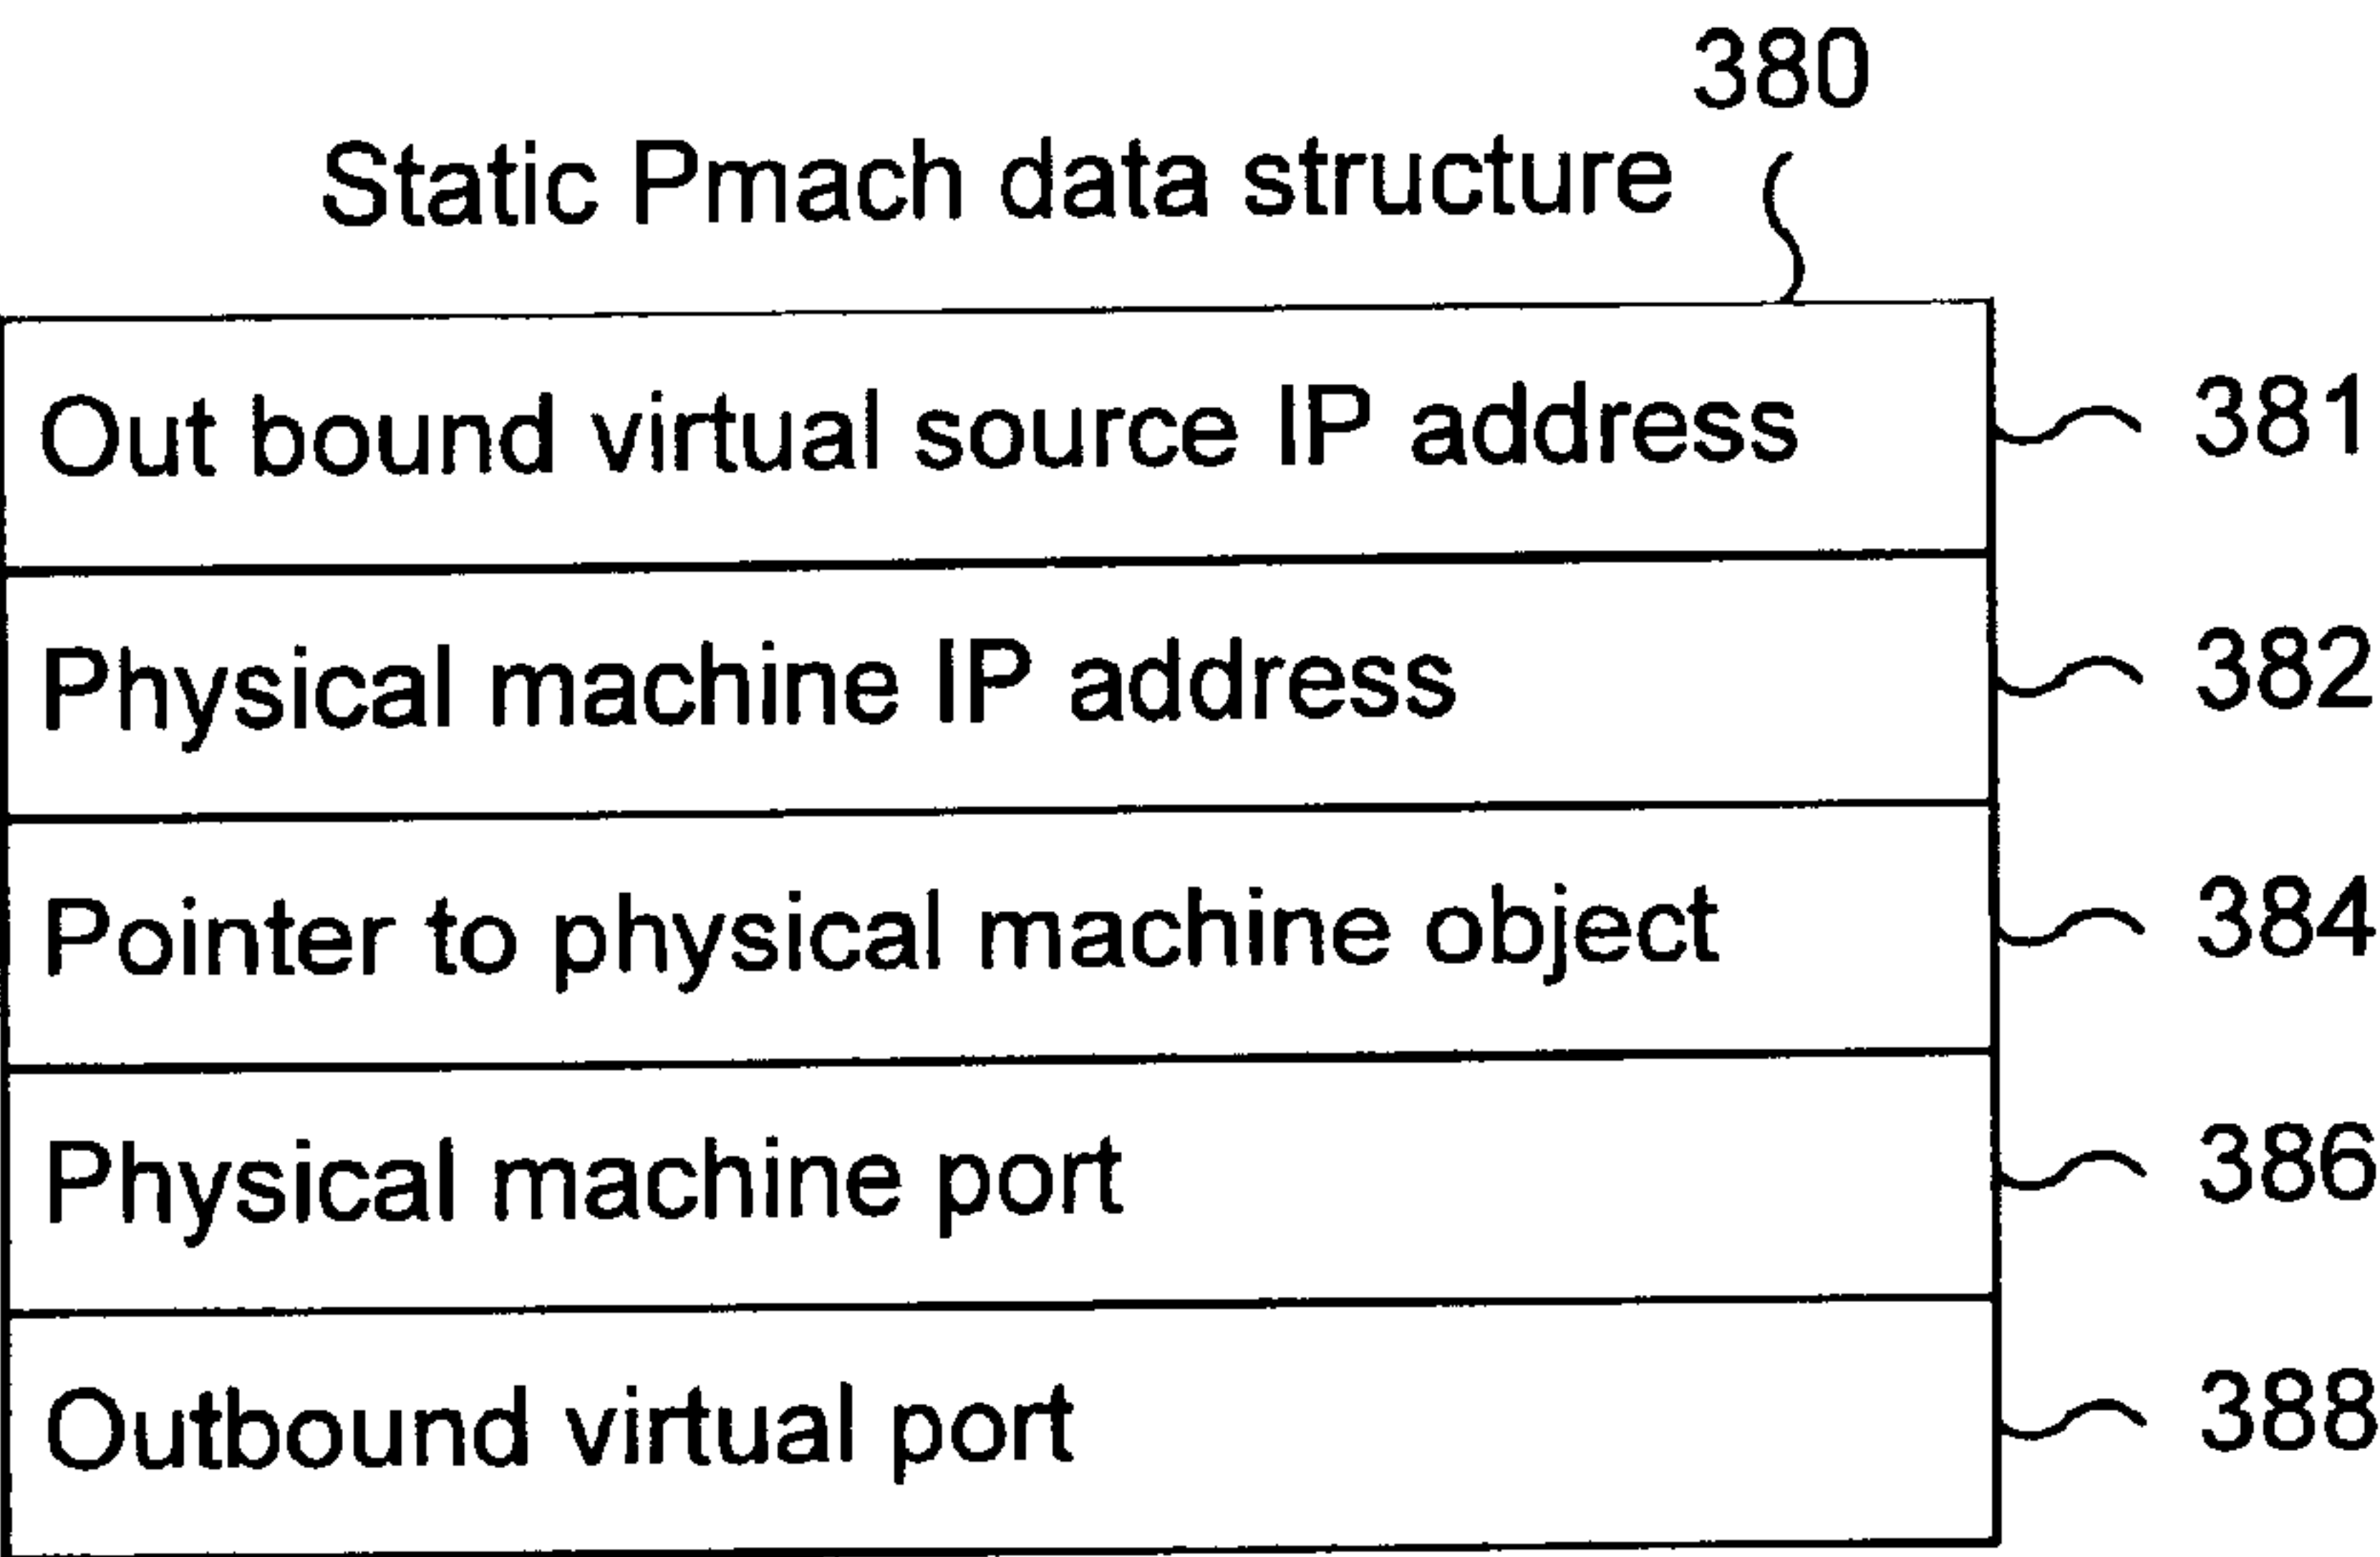 380
Static Pmach data structure
Out bound virtual source IP address 381
Physical machine IP address 382
Pointer to physical machine object 384
Physical machine port 386
Outbound virtual port 388